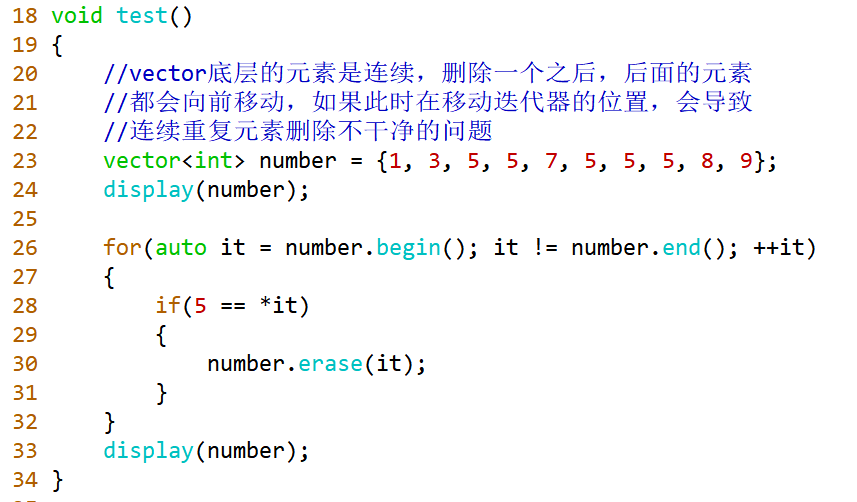 18 void test()
19 {
20     //vector底层的元素是连续，删除一个之后，后面的元素
21     //都会向前移动，如果此时在移动迭代器的位置，会导致
22     //连续重复元素删除不干净的问题
23     vector<int> number = {1, 3, 5, 5, 7, 5, 5, 5, 8, 9};
24     display(number);
25
26     for(auto it = number.begin(); it != number.end(); ++it)
27     {
28         if(5 == *it)
29         {
30             number.erase(it);
31         }
32     }
33     display(number);
34 }